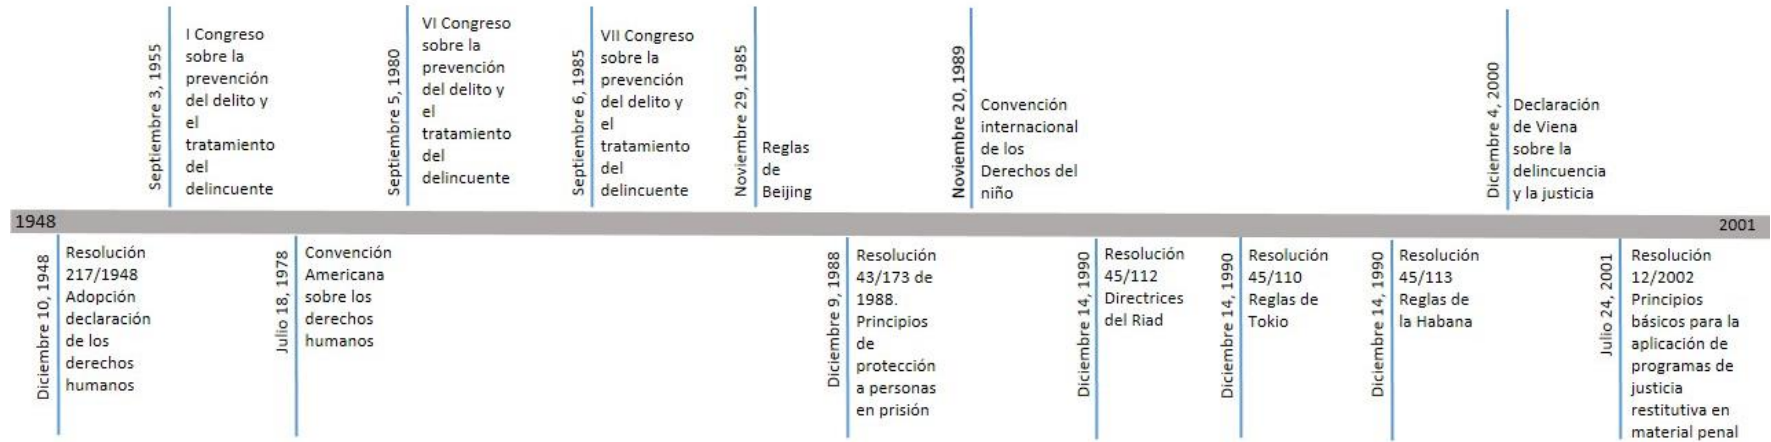 Septiembre 3, 1955
I Congreso
sobre la
prevención
del delito y
el
tratamiento
del
delincuente
Septiembre 5, 1980
VI Congreso
sobre la
prevención
del delito y
el
tratamiento
del
delincuente
Septiembre 6, 1985
VII Congreso
sobre la
prevención
del delito y
el
tratamiento
del
delincuente
Noviembre 29, 1985
Reglas
de
Beijing
Noviembre 20, 1989
Convención
internacional
de los
Derechos del
niño
Diciembre 4, 2000
Declaración
de Viena
sobre la
delincuencia
y la justicia
1948
2001
Diciembre 10, 1948
Resolución
217/1948
Adopción
declaración
de los
derechos
humanos
Julio 18, 1978
Convención
Americana
sobre los
derechos
humanos
Diciembre 9, 1988
Resolución
43/173 de
1988.
Principios
de
protección
a personas
en prisión
Diciembre 14, 1990
Resolución
45/112
Directrices
del Riad
Diciembre 14, 1990
Resolución
45/110
Reglas de
Tokio
Diciembre 14, 1990
Resolución
45/113
Reglas de
la Habana
Julio 24, 2001
Resolución
12/2002
Principios
básicos para la
aplicación de
programas de
justicia
restitutiva en
material penal